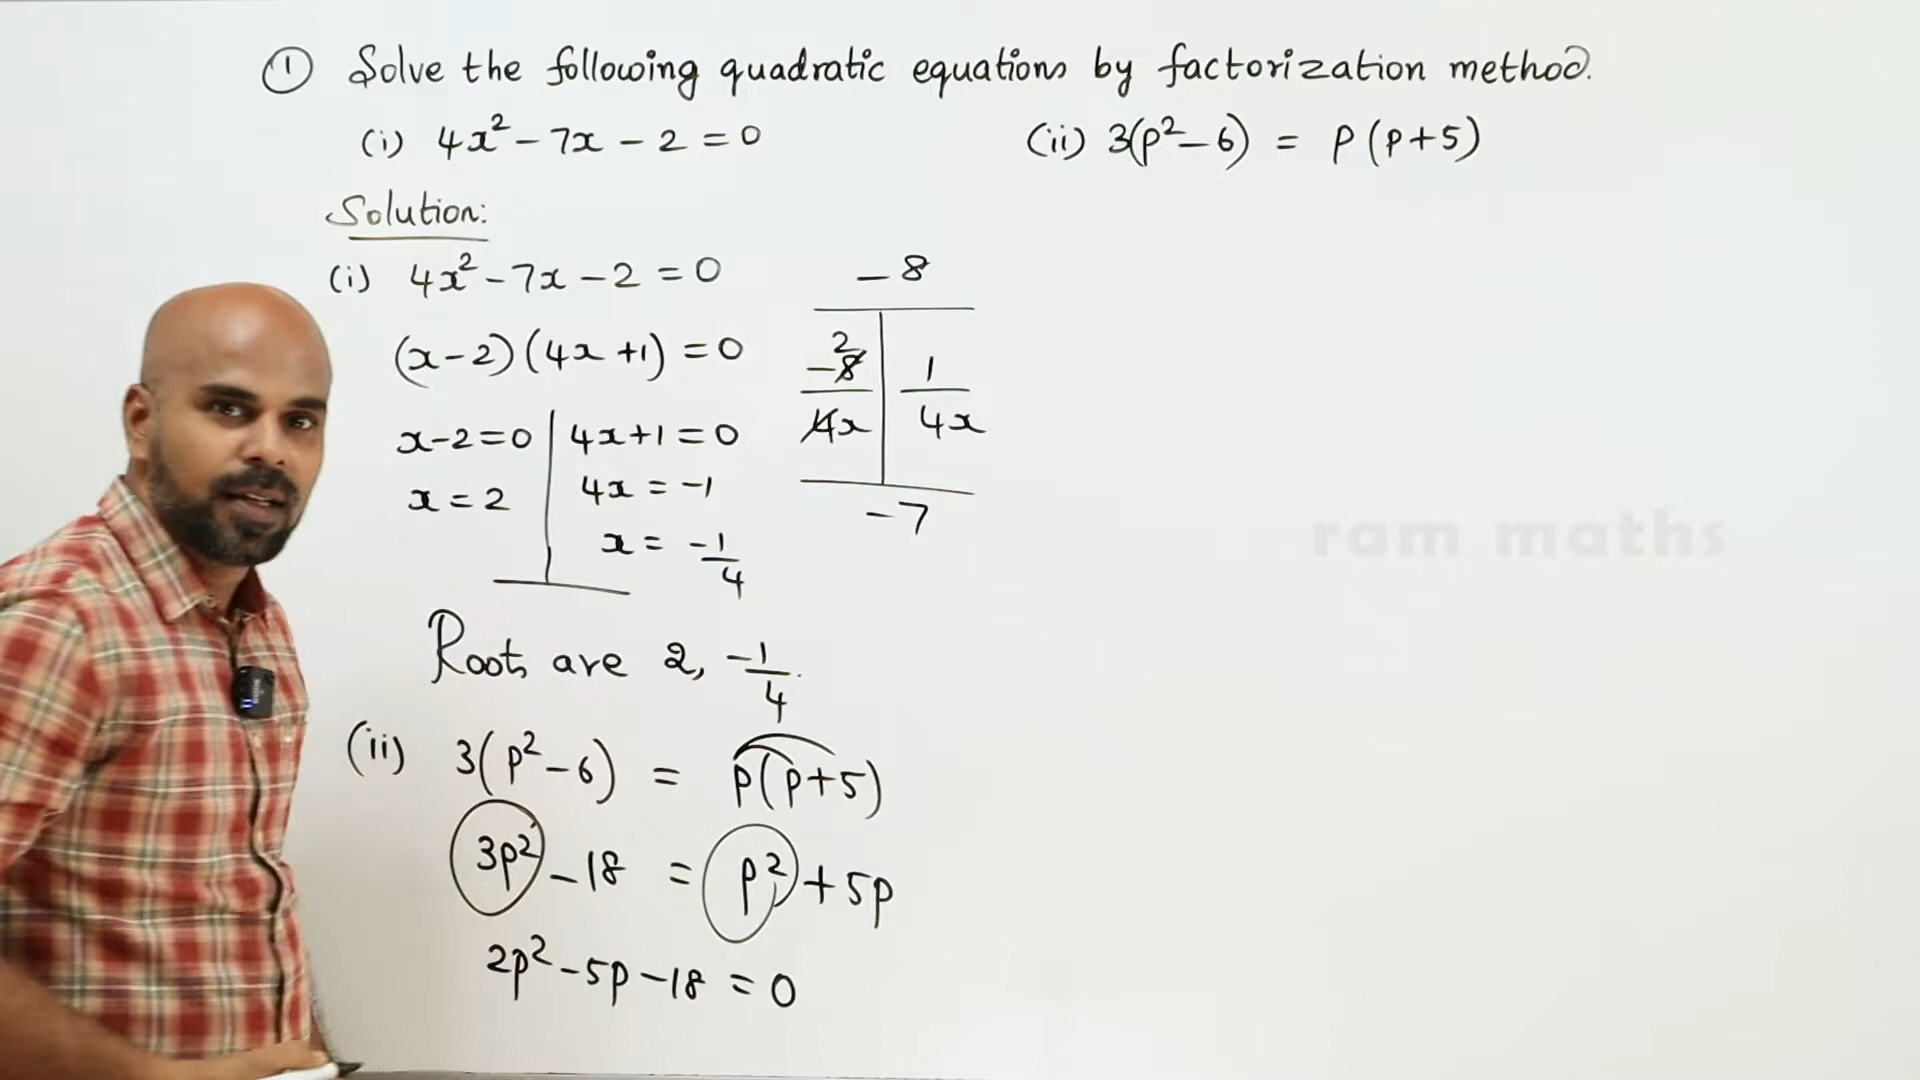 ① Solve the following quadratic equations by factorization method.
(i) 4x² - 7x - 2 = 0 (ii) 3(p² - 6) = p(p+5)
Solution:
(i) 4x² - 7x - 2 = 0
(x-2)(4x+1) = 0
x-2=0 | 4x+1=0
x=2 | 4x = -1
x = -1/4
-8
2
-8/4x | 1/4x
-7
Roots are 2, -1/4.
(ii) 3(p² - 6) = p(p+5)
3p² - 18 = p² + 5p
2p² - 5p - 18 = 0
ram maths